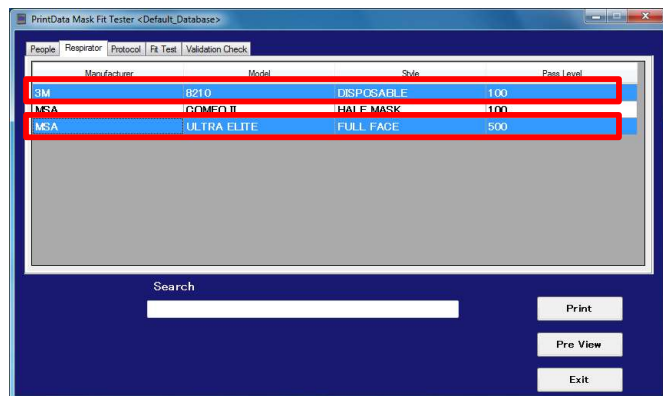 PrintData Mask Fit Tester <Default_Database>
People Respirator Protocol Fit Test Validation Check
Manufacturer Model Style Pass Level
3M 8210 DISPOSABLE 100
MSA COMFO II HALF MASK 100
MSA ULTRA ELITE FULL FACE 500
Search
Print
Pre View
Exit